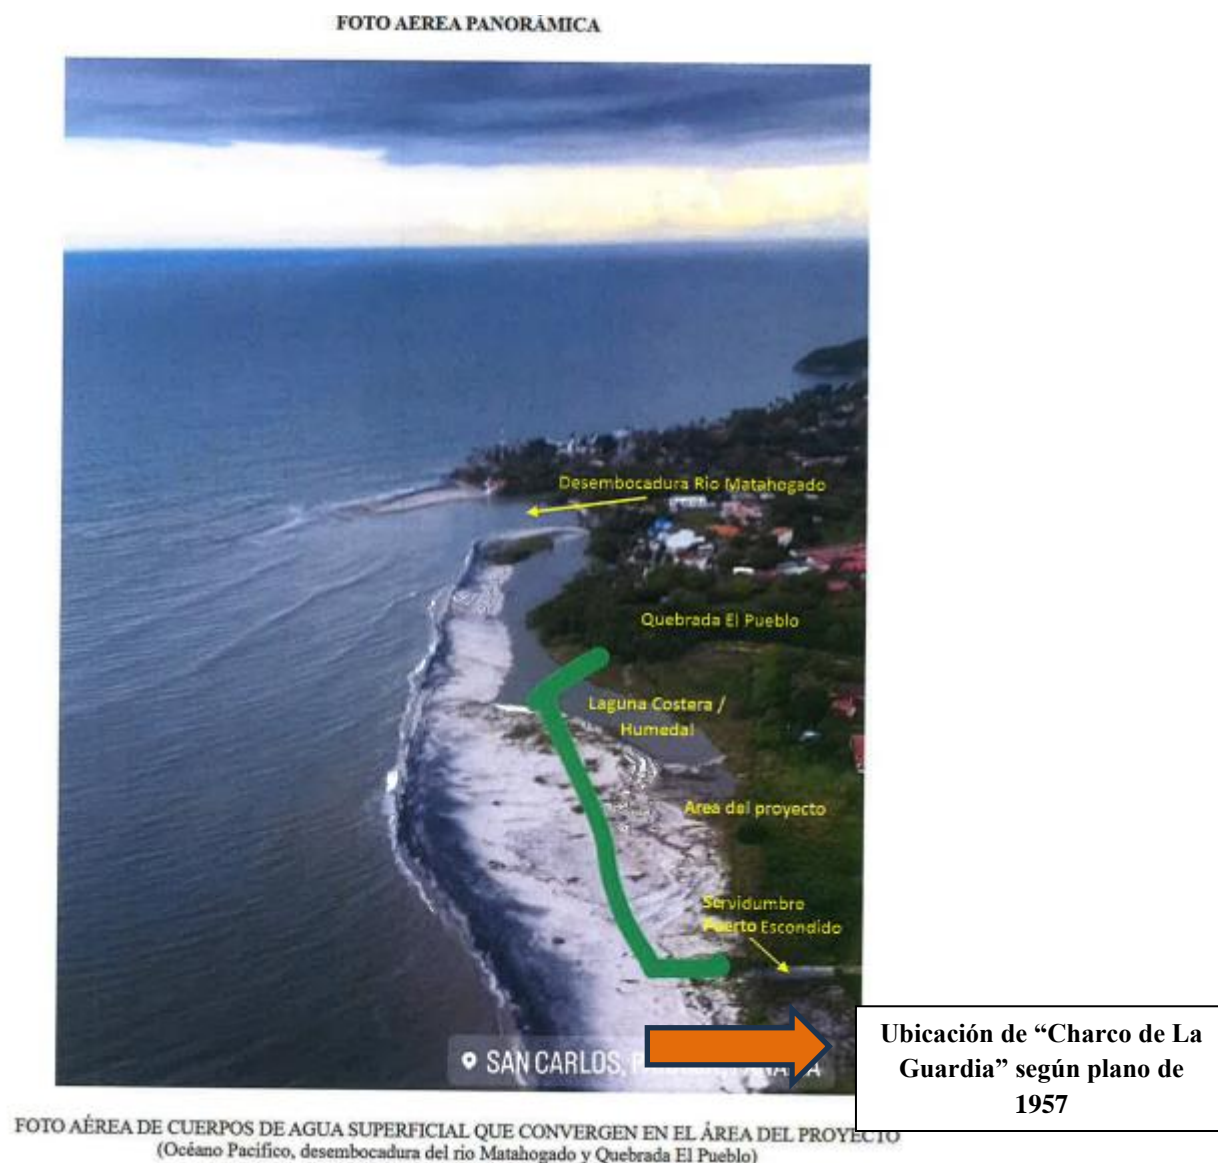 FOTO AEREA PANORÁMICA
Desembocadura Rio Matahogado
Quebrada El Pueblo
Laguna Costera /
Humedal
Area del proyecto
Servidumbre
Puerto Escondido
SAN CARLOS,
Ubicación de “Charco de La
Guardia” según plano de
1957
FOTO AÉREA DE CUERPOS DE AGUA SUPERFICIAL QUE CONVERGEN EN EL ÁREA DEL PROYECTO
(Océano Pacifico, desembocadura del rio Matahogado y Quebrada El Pueblo)